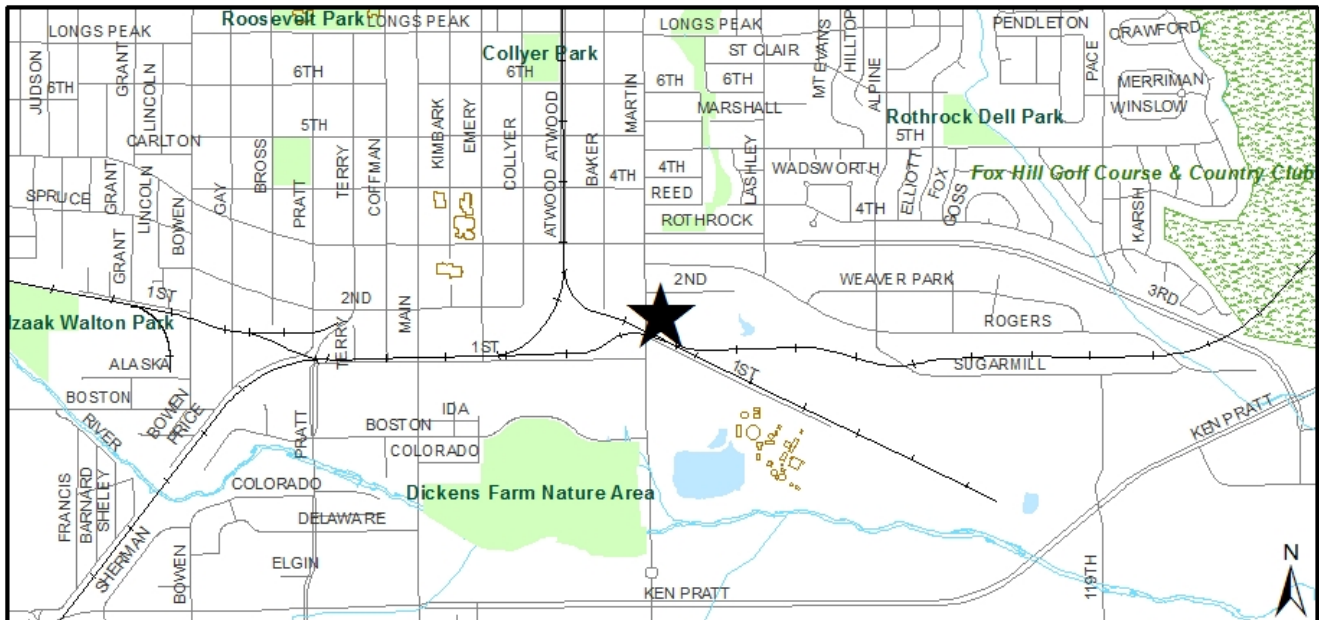 Roosevelt Park
LONGS PEAK
LONGS PEAK
LONGS PEAK
PENDLETON
CRAWFORD
JUDSON
GRANT
LINCOLN
Collyer Park
ST CLAIR
MT EVANS
HILLTOP
ALPINE
PACE
6TH
6TH
6TH
6TH
6TH
MERRIMAN
WINSLOW
MARTIN
MARSHALL
Rothrock Dell Park
5TH
5TH
CARLTON
KIMBARK
EMERY
COLLYER
ATWOOD
ATWOOD
BAKER
BROSS
TERRY
COFFMAN
4TH
4TH
REED
LASHLEY
WADSWORTH
Fox Hill Golf Course & Country Club
SPRUCE
GRANT
LINCOLN
BOWEN
GAY
PRATT
ROTHROCK
4TH
ELLIOTT
FOX
GOSS
KARSH
GRANT
1ST
2ND
MAIN
2ND
WEAVER PARK
3RD
Izaak Walton Park
TERRY
1ST
ROGERS
ALASKA
1ST
SUGARMILL
BOSTON
BOWEN
PRICE
RIVER
PRATT
BOSTON
IDA
COLORADO
KEN PRATT
FRANCIS
BARNARD
SHELEY
COLORADO
Dickens Farm Nature Area
DELAWARE
SHERMAN
BOWEN
ELGIN
KEN PRATT
119TH
N